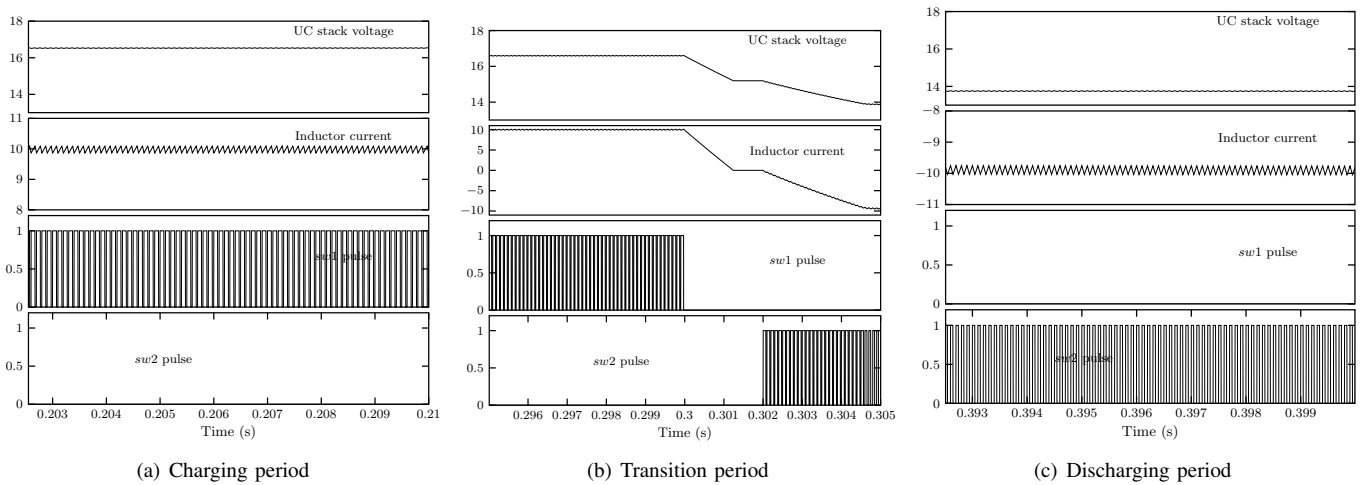 18
16
14
UC stack voltage
11
10
9
8
Inductor current
1
0.5
0
sw1 pulse
1
0.5
0
sw2 pulse
0.203 0.204 0.205 0.206 0.207 0.208 0.209 0.21
Time (s)
(a) Charging period
18
16
14
UC stack voltage
10
5
0
−5
−10
Inductor current
1
0.5
0
sw1 pulse
1
0.5
0
sw2 pulse
0.296 0.297 0.298 0.299 0.3 0.301 0.302 0.303 0.304 0.305
Time (s)
(b) Transition period
18
16
14
UC stack voltage
−8
−9
−10
−11
Inductor current
1
0.5
0
sw1 pulse
1
0.5
0
sw2 pulse
0.393 0.394 0.395 0.396 0.397 0.398 0.399
Time (s)
(c) Discharging period